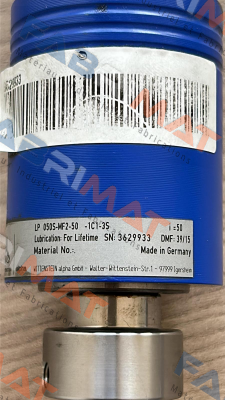 3629933
FABRIMAT
LP 050S-MF2-50 -1C1-3S i =50
Lubrication: For Lifetime SN: 3629933 DMF: 39/15
Material No.: Made in Germany
WITTENSTEIN alpha GmbH - Walter-Wittenstein-Str.1 - 97999 Igersheim